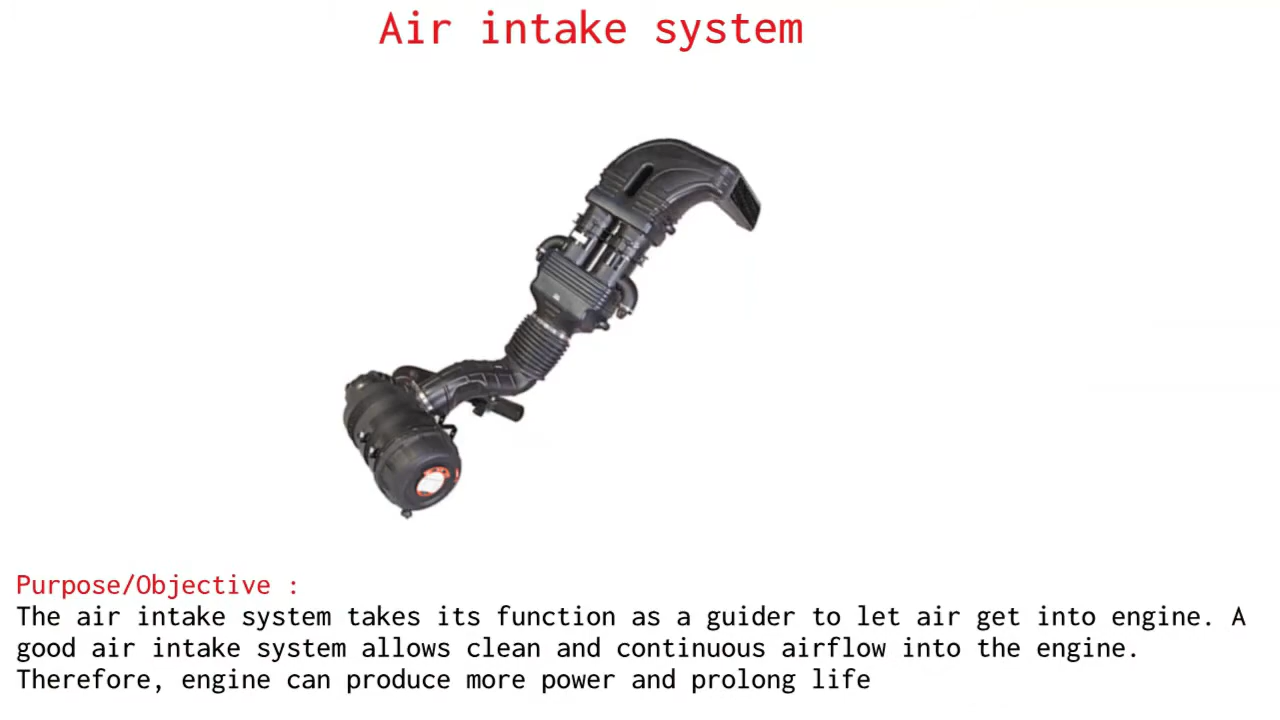 Air intake system
Purpose/Objective :
The air intake system takes its function as a guider to let air get into engine. A
good air intake system allows clean and continuous airflow into the engine.
Therefore, engine can produce more power and prolong life